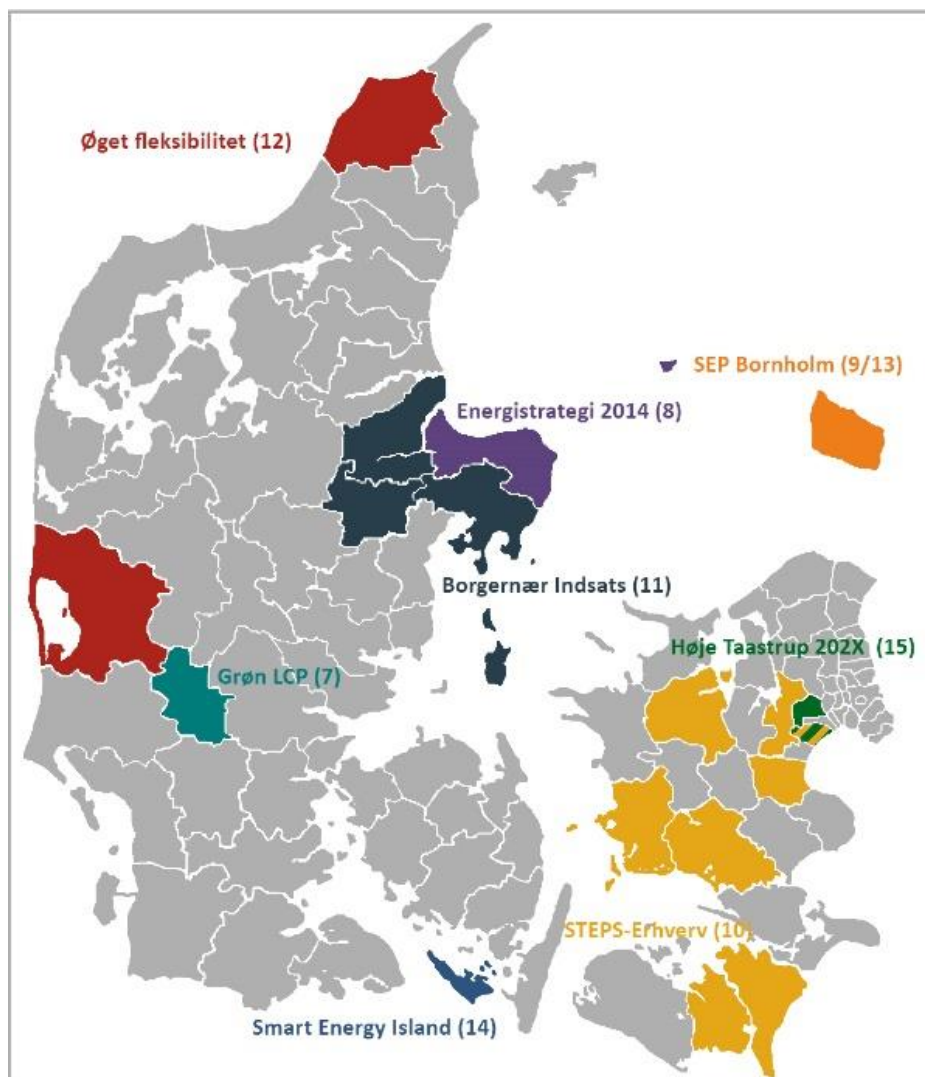 Øget fleksibilitet (12)
SEP Bornholm (9/13)
Energistrategi 2014 (8)
Borgernær Indsats (11)
Høje Taastrup 202X (15)
Grøn LCP (7)
STEPS-Erhverv (10)
Smart Energy Island (14)